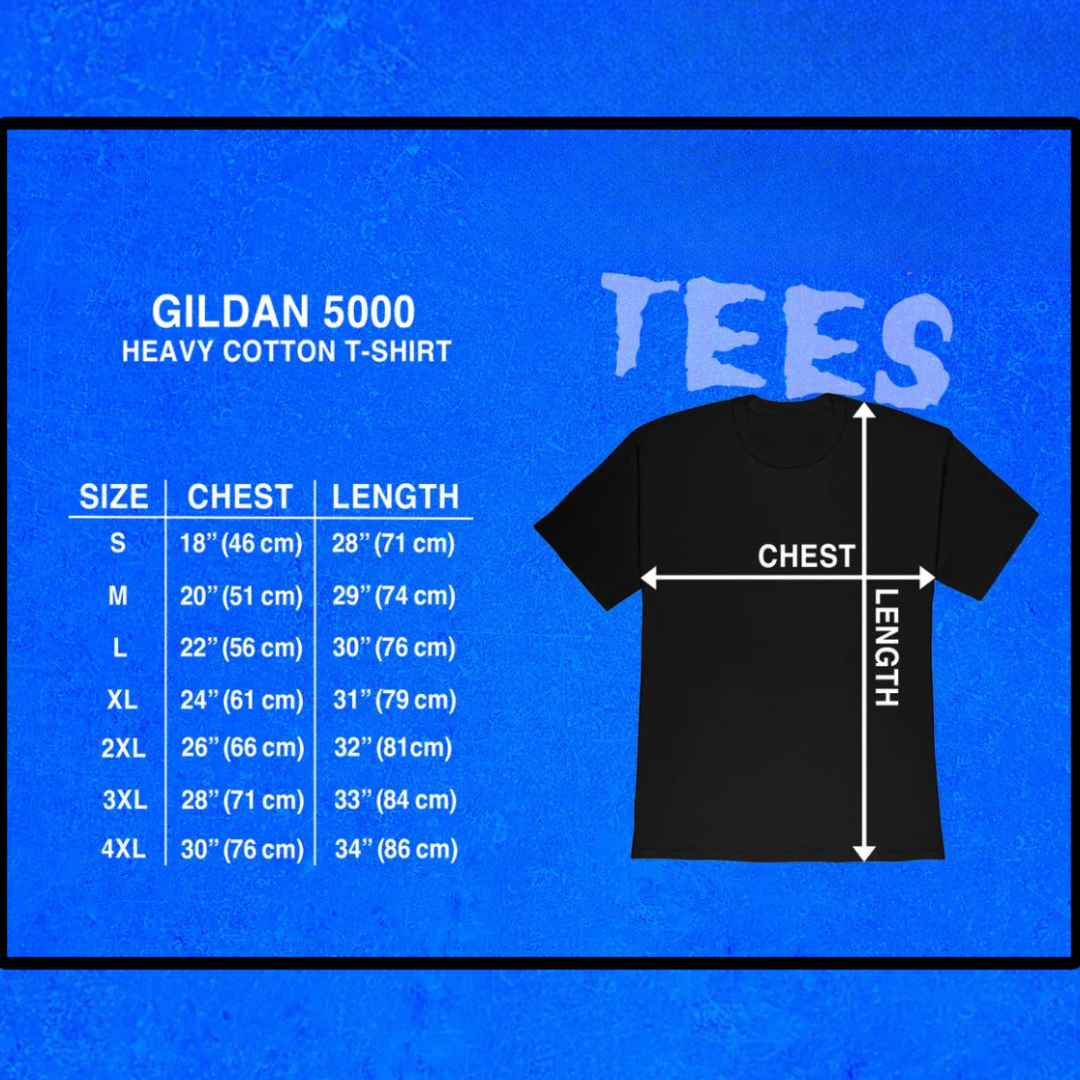 GILDAN 5000
HEAVY COTTON T-SHIRT
TEES
SIZE CHEST LENGTH
S 18” (46 cm) 28” (71 cm)
M 20” (51 cm) 29” (74 cm)
L 22” (56 cm) 30” (76 cm)
XL 24” (61 cm) 31” (79 cm)
2XL 26” (66 cm) 32” (81cm)
3XL 28” (71 cm) 33” (84 cm)
4XL 30” (76 cm) 34” (86 cm)
CHEST
LENGTH